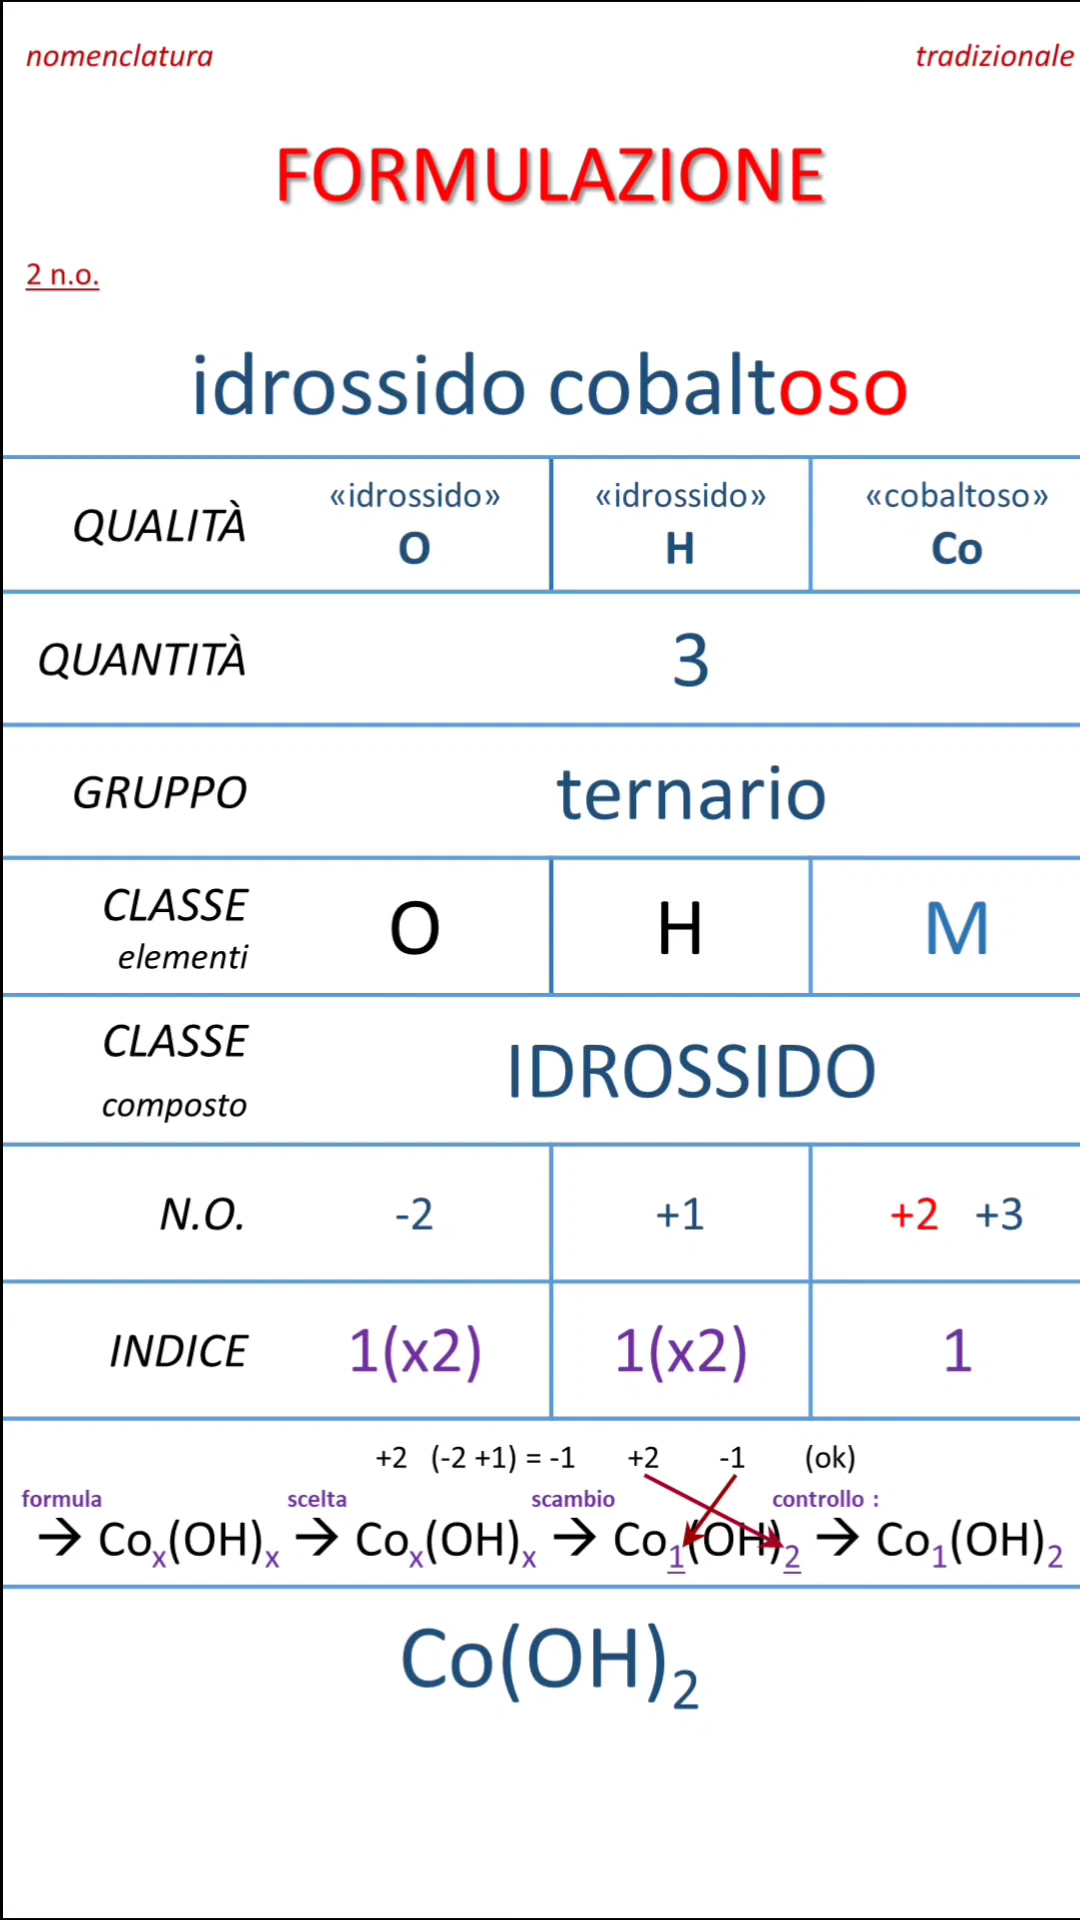 nomenclatura tradizionale
FORMULAZIONE
2 n.o.
idrossido cobaltoso
QUALITÀ «idrossido» «idrossido» «cobaltoso»
O H Co
QUANTITÀ 3
GRUPPO ternario
CLASSE O H M
elementi
CLASSE IDROSSIDO
composto
N.O. -2 +1 +2 +3
INDICE 1(x2) 1(x2) 1
+2 (-2 +1) = -1 +2 -1 (ok)
formula scelta scambio controllo :
→ Coₓ(OH)ₓ → Coₓ(OH)ₓ → Co₁(OH)₂ → Co₁(OH)₂
Co(OH)₂